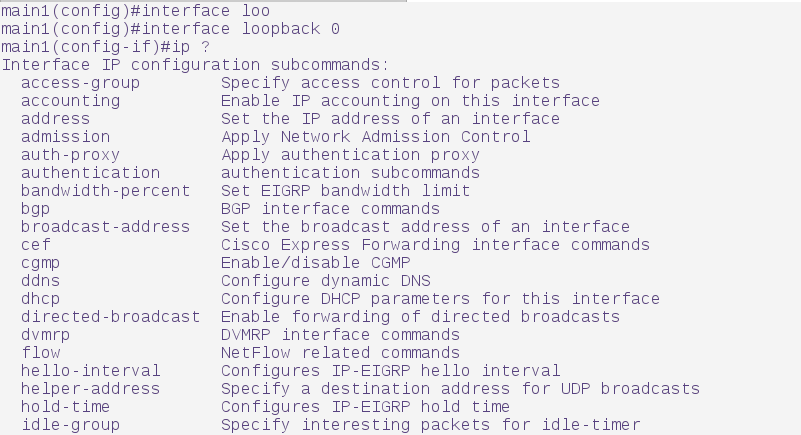 main1(config)#interface loo
main1(config)#interface loopback 0
main1(config-if)#ip ?
Interface IP configuration subcommands:
  access-group        Specify access control for packets
  accounting          Enable IP accounting on this interface
  address             Set the IP address of an interface
  admission           Apply Network Admission Control
  auth-proxy          Apply authentication proxy
  authentication      authentication subcommands
  bandwidth-percent   Set EIGRP bandwidth limit
  bgp                 BGP interface commands
  broadcast-address   Set the broadcast address of an interface
  cef                 Cisco Express Forwarding interface commands
  cgmp                Enable/disable CGMP
  ddns                Configure dynamic DNS
  dhcp                Configure DHCP parameters for this interface
  directed-broadcast  Enable forwarding of directed broadcasts
  dvmrp               DVMRP interface commands
  flow                NetFlow related commands
  hello-interval      Configures IP-EIGRP hello interval
  helper-address      Specify a destination address for UDP broadcasts
  hold-time           Configures IP-EIGRP hold time
  idle-group          Specify interesting packets for idle-timer